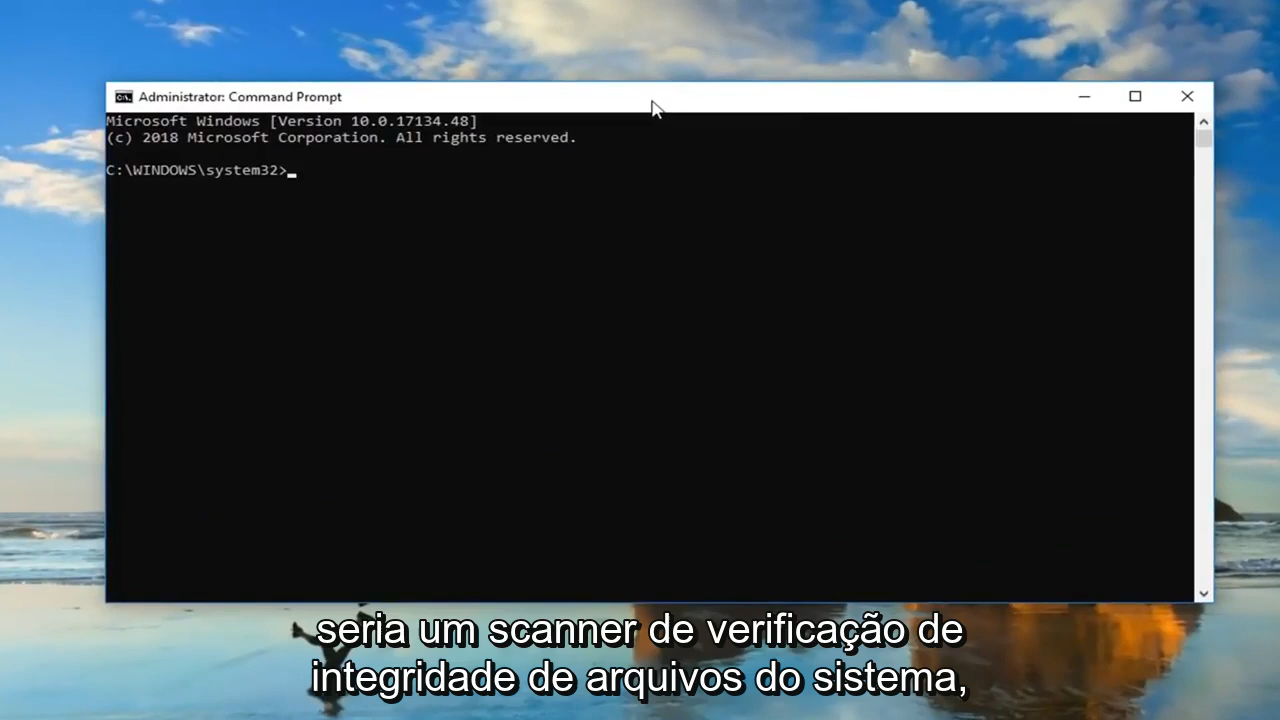 Administrator: Command Prompt
Microsoft Windows [Version 10.0.17134.48]
(c) 2018 Microsoft Corporation. All rights reserved.
C:\WINDOWS\system32>
seria um scanner de verificação de
integridade de arquivos do sistema,